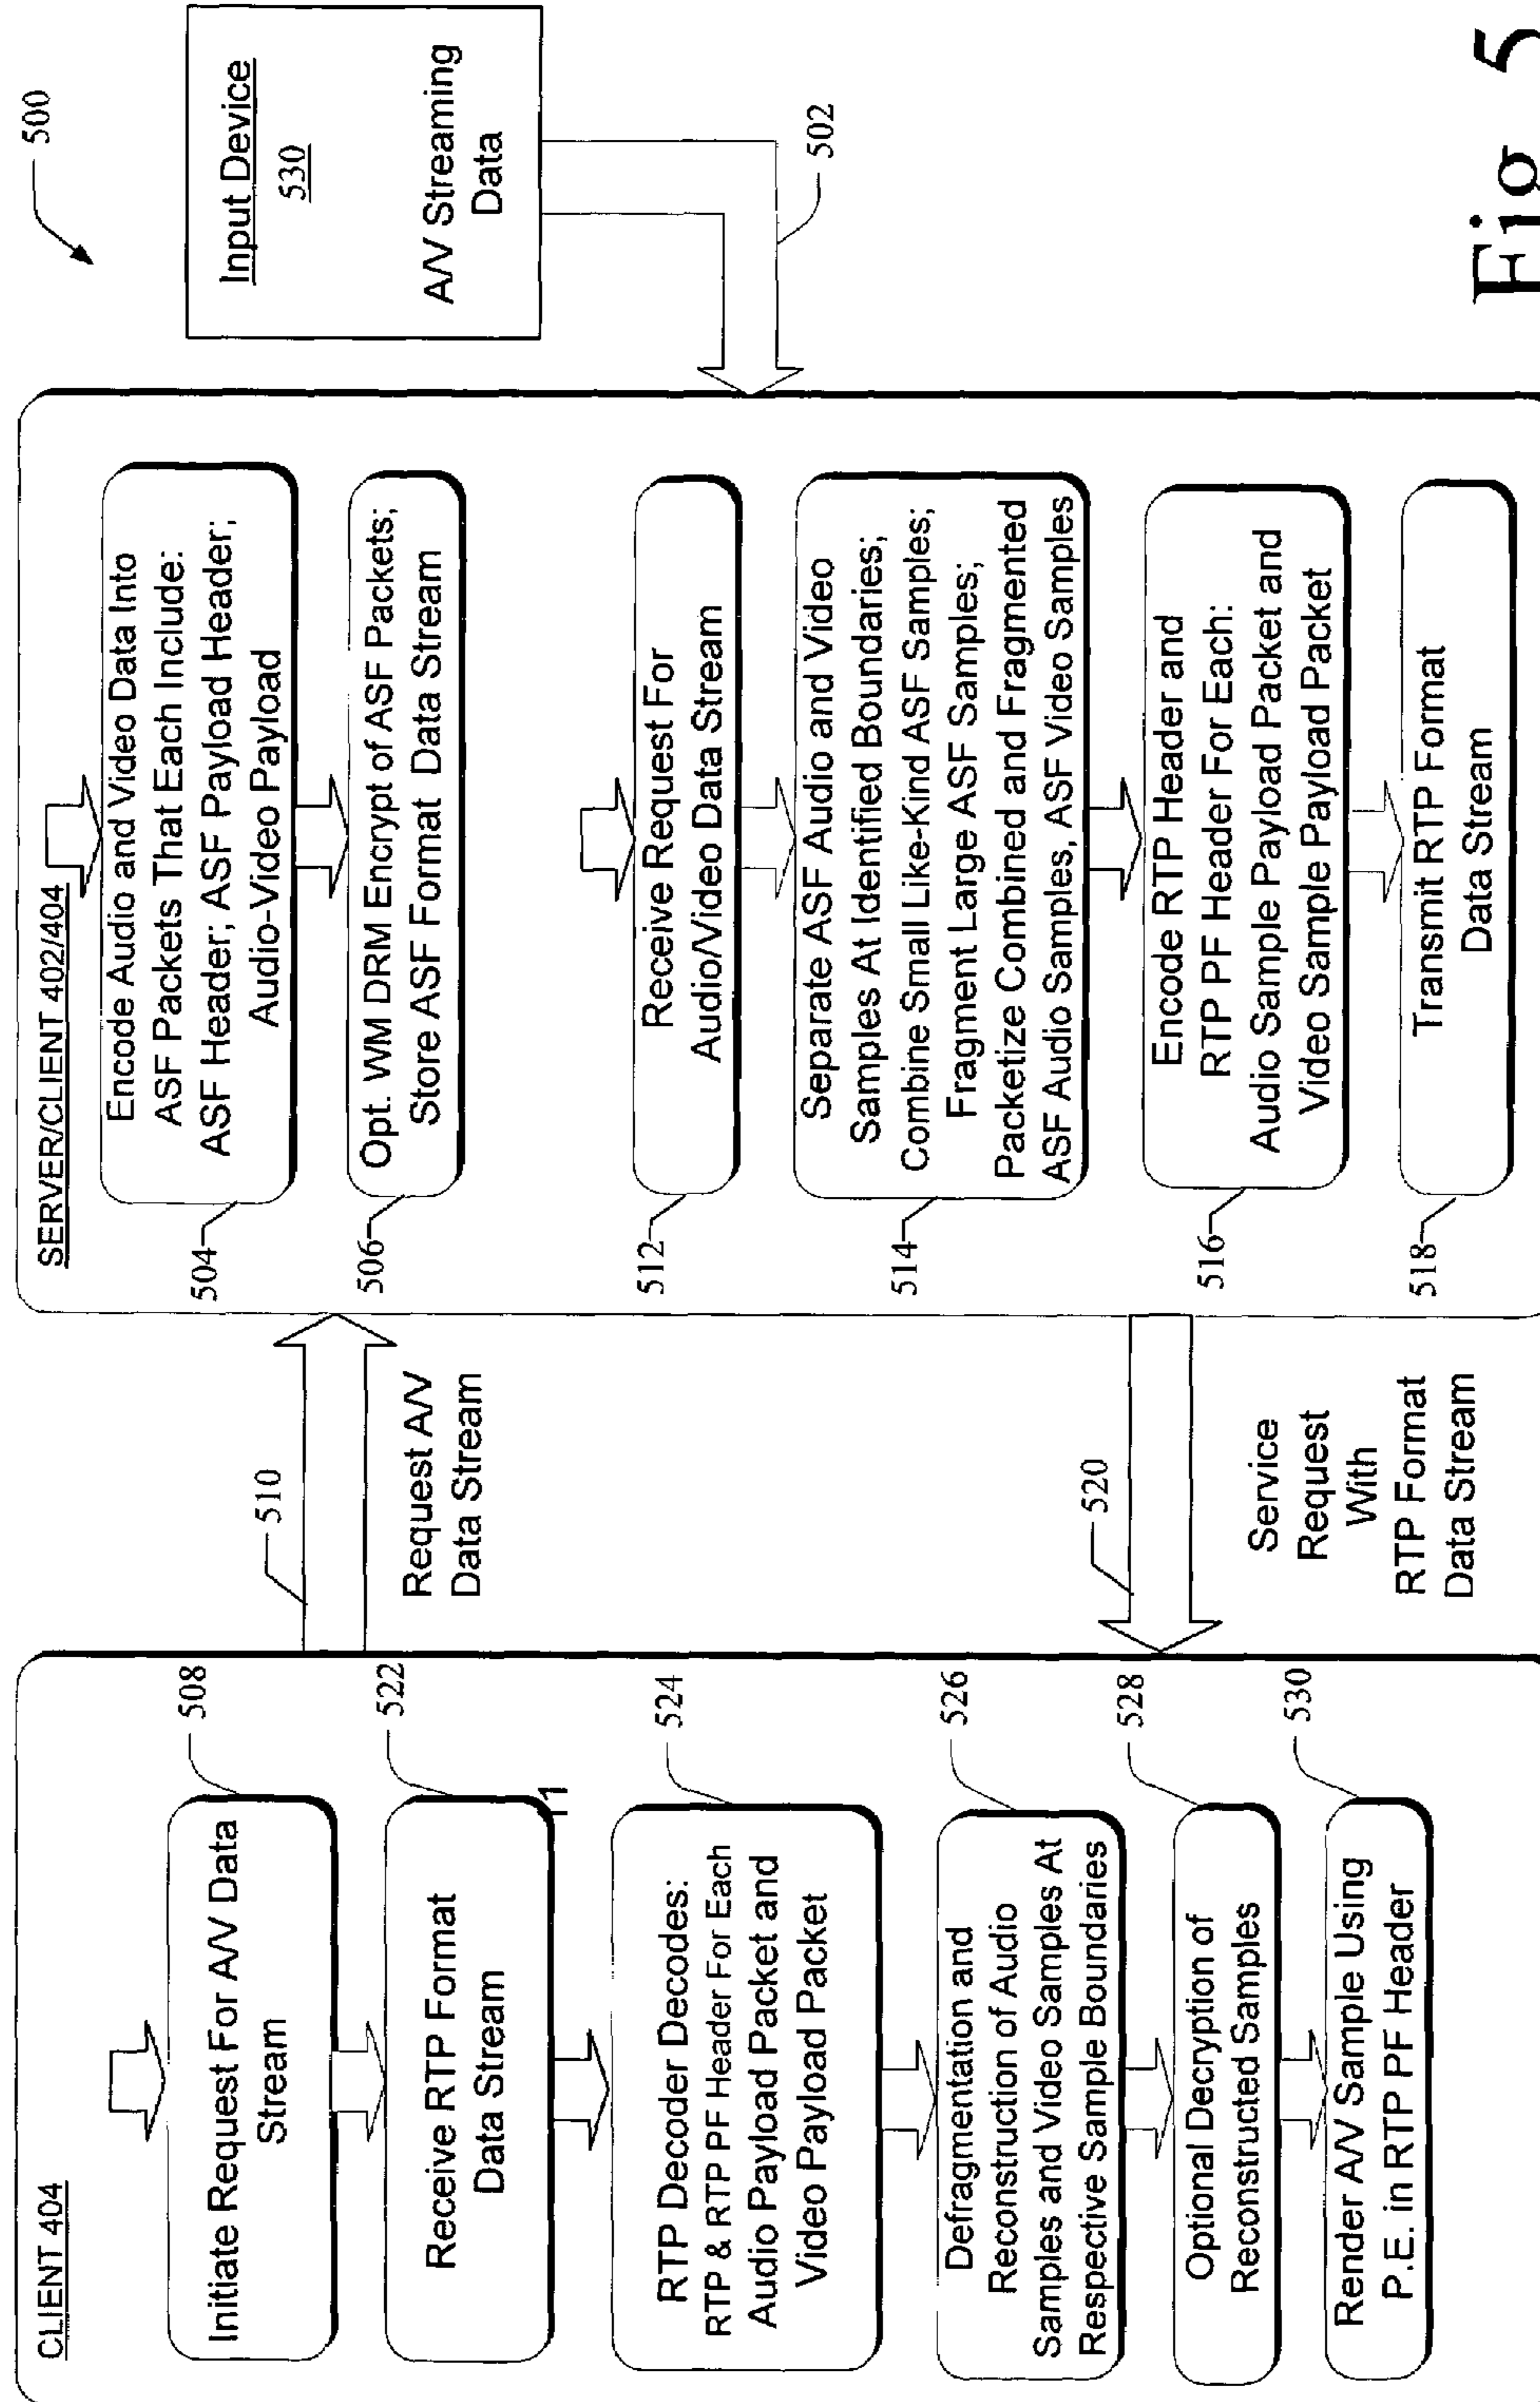 500
CLIENT 404
Initiate Request For A/V Data
Stream
508
Receive RTP Format
Data Stream
522
RTP Decoder Decodes:
RTP & RTP PF Header For Each
Audio Payload Packet and
Video Payload Packet
524
Defragmentation and
Reconstruction of Audio
Samples and Video Samples At
Respective Sample Boundaries
526
Optional Decryption of
Reconstructed Samples
528
Render A/V Sample Using
P.E. in RTP PF Header
530
510
Request A/V
Data Stream
520
Service
Request
With
RTP Format
Data Stream
SERVER/CLIENT 402/404
Encode Audio and Video Data Into
ASF Packets That Each Include:
ASF Header; ASF Payload Header;
Audio-Video Payload
504
Opt. WM DRM Encrypt of ASF Packets;
Store ASF Format Data Stream
506
Receive Request For
Audio/Video Data Stream
512
Separate ASF Audio and Video
Samples At Identified Boundaries;
Combine Small Like-Kind ASF Samples;
Fragment Large ASF Samples;
Packetize Combined and Fragmented
ASF Audio Samples, ASF Video Samples
514
Encode RTP Header and
RTP PF Header For Each:
Audio Sample Payload Packet and
Video Sample Payload Packet
516
Transmit RTP Format
Data Stream
518
Input Device
530
A/V Streaming
Data
502
Fig. 5